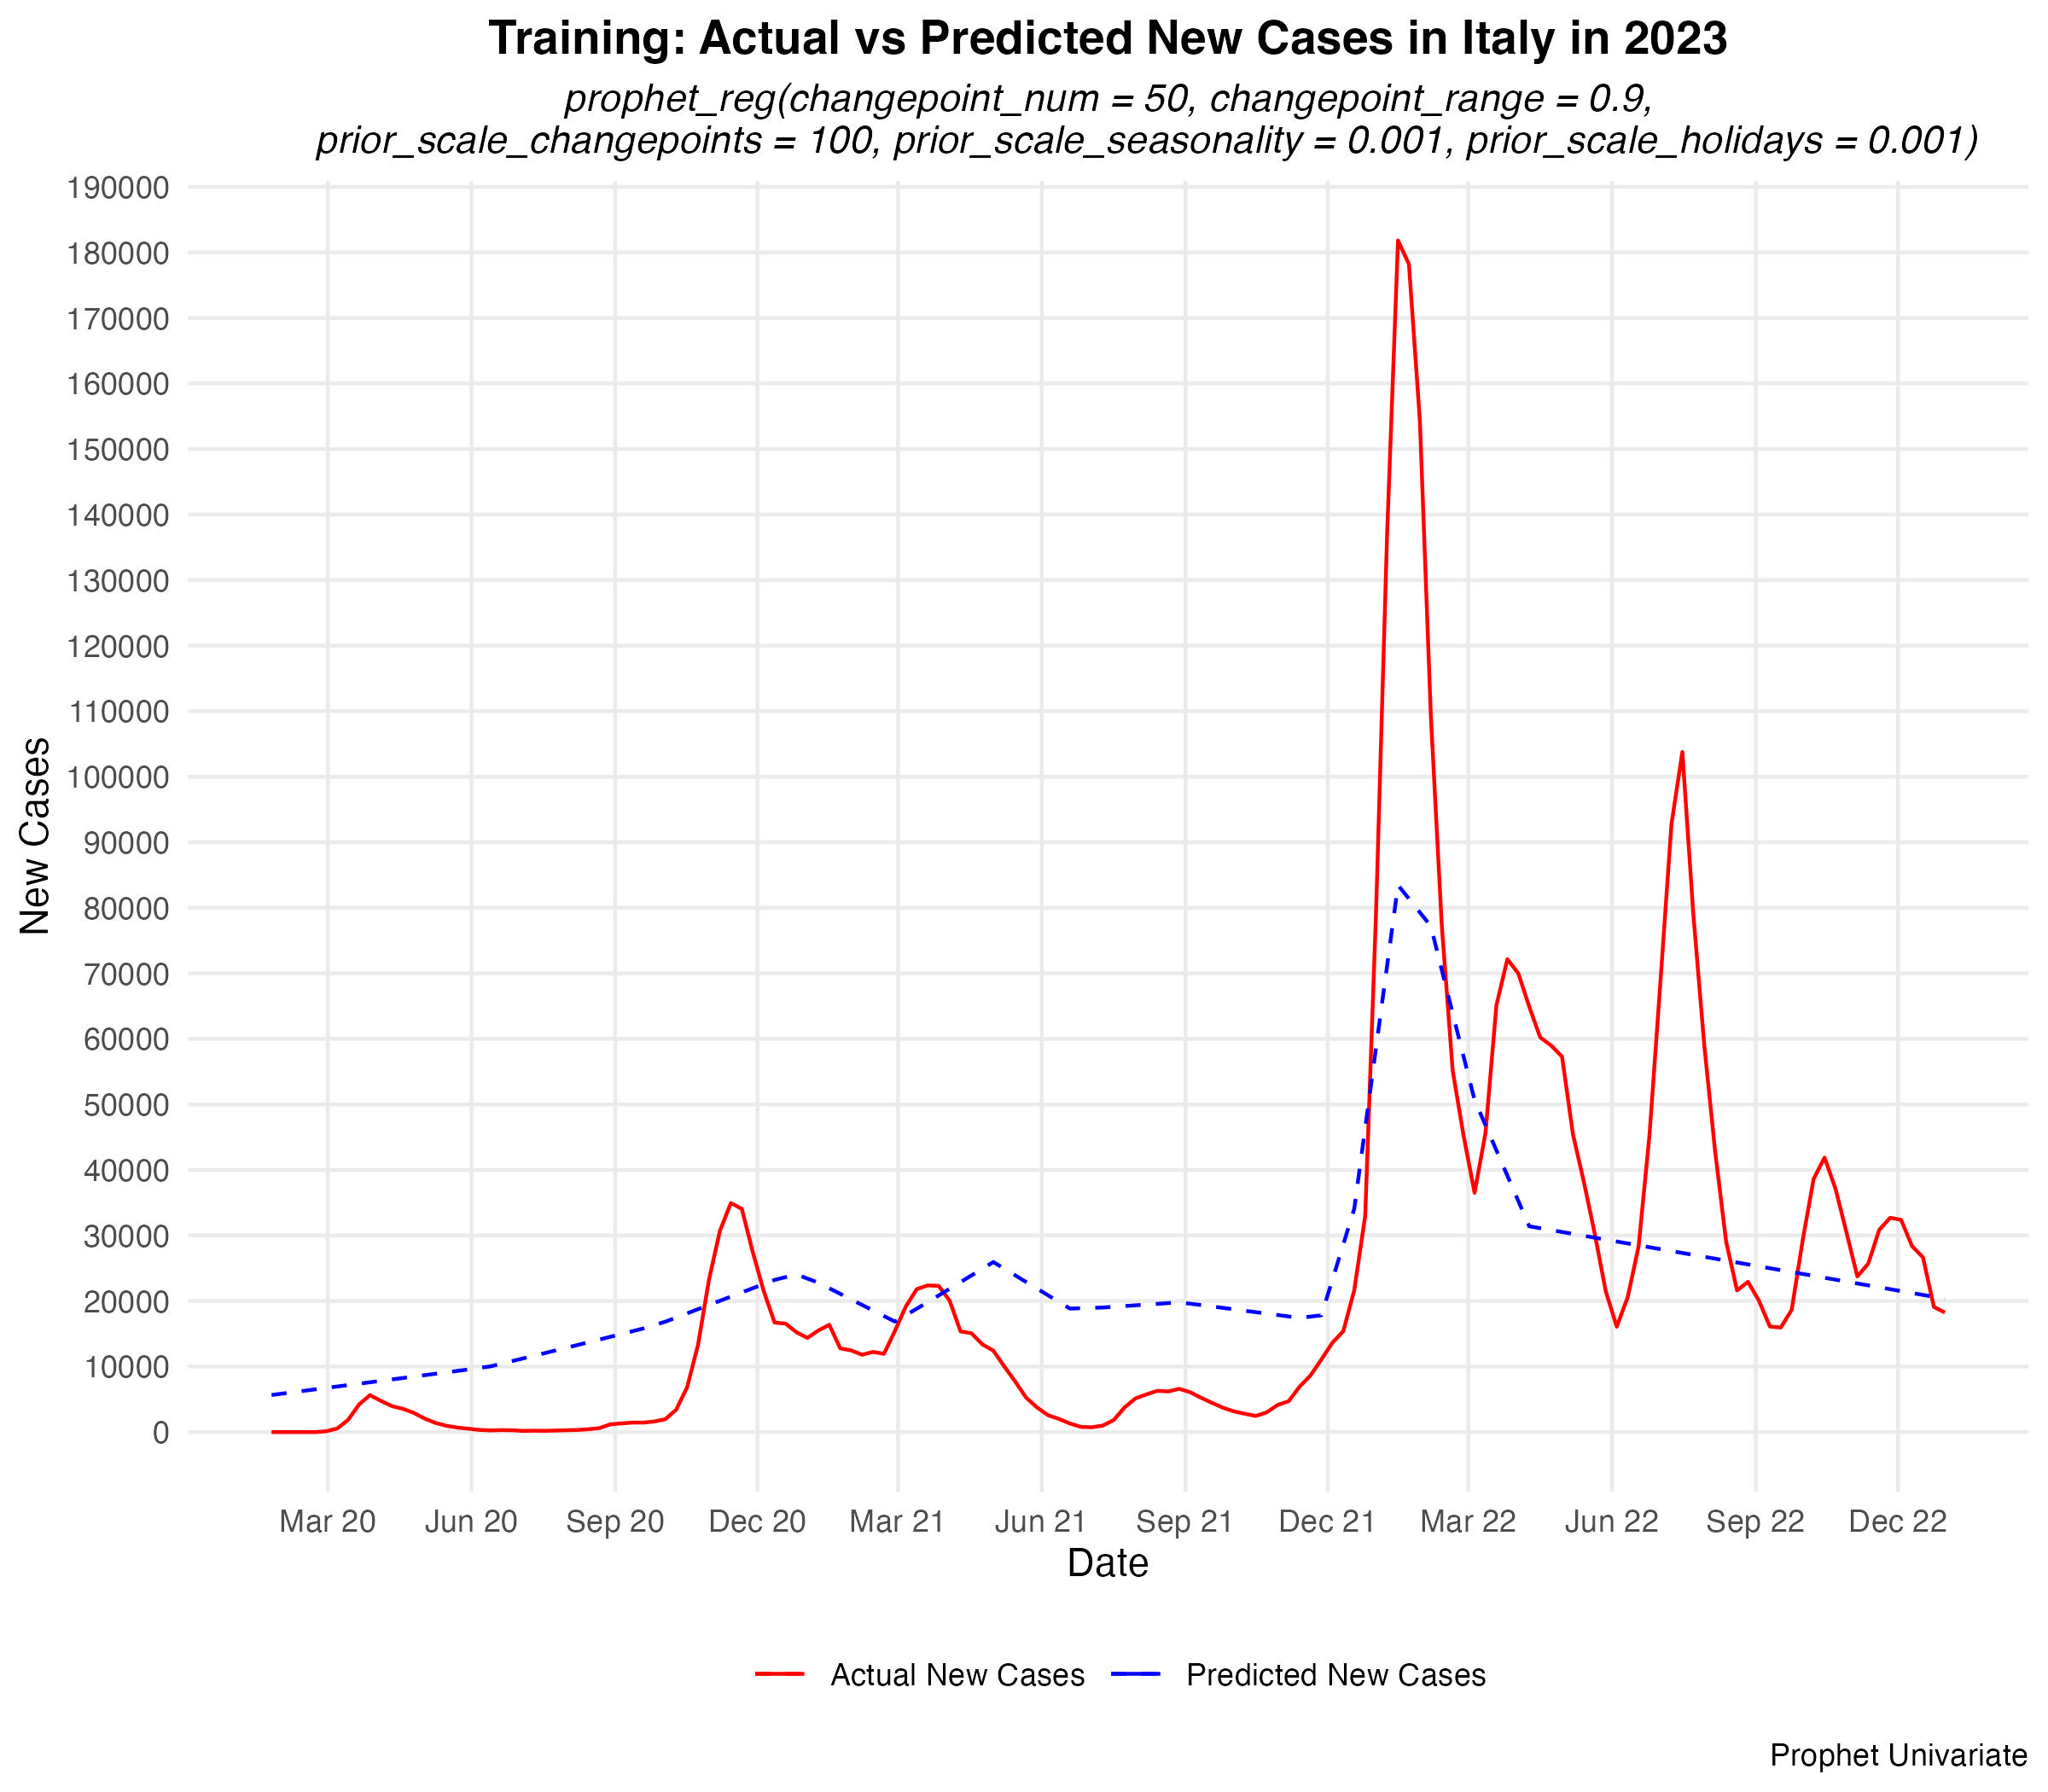 Training: Actual vs Predicted New Cases in Italy in 2023
prophet_reg(changepoint_num = 50, changepoint_range = 0.9,
prior_scale_changepoints = 100, prior_scale_seasonality = 0.001, prior_scale_holidays = 0.001)
190000
180000
170000
160000
150000
140000
130000
120000
110000
100000
90000
80000
70000
60000
50000
40000
30000
20000
10000
0
New Cases
Mar 20 Jun 20 Sep 20 Dec 20 Mar 21 Jun 21 Sep 21 Dec 21 Mar 22 Jun 22 Sep 22 Dec 22
Date
Actual New Cases Predicted New Cases
Prophet Univariate